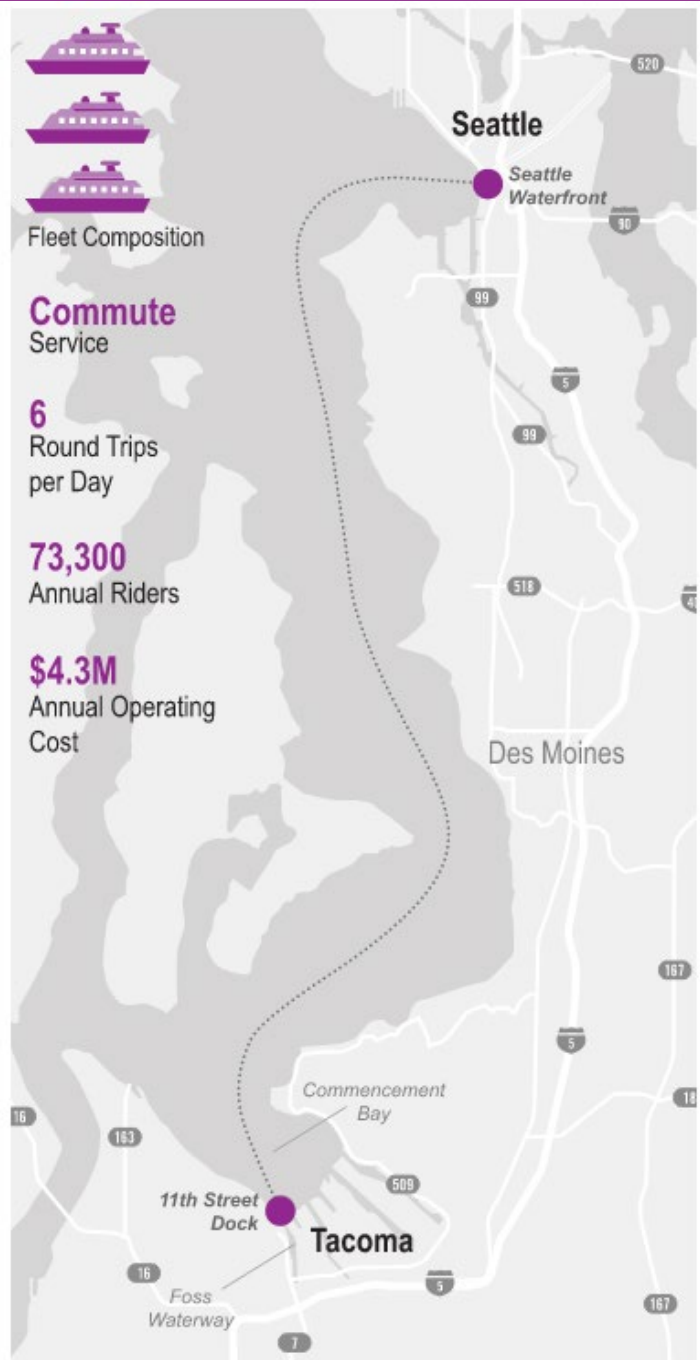 Fleet Composition
Commute
Service
6
Round Trips
per Day
73,300
Annual Riders
$4.3M
Annual Operating
Cost
520
Seattle
Seattle
Waterfront
90
99
5
99
518
Des Moines
167
5
Commencement
Bay
18
16
163
509
11th Street
Dock
Tacoma
16
5
Foss
Waterway
167
7